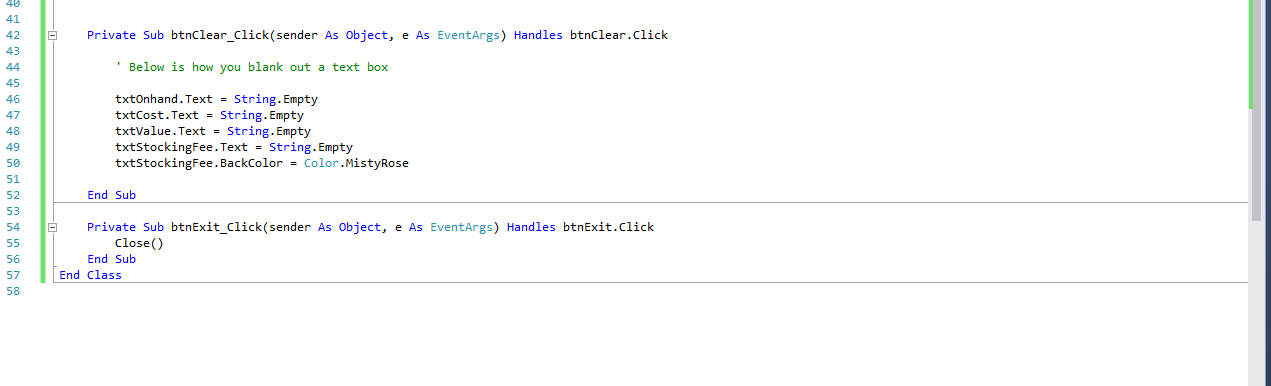 40
41
42 Private Sub btnClear_Click(sender As Object, e As EventArgs) Handles btnClear.Click
43
44 ' Below is how you blank out a text box
45
46 txtOnhand.Text = String.Empty
47 txtCost.Text = String.Empty
48 txtValue.Text = String.Empty
49 txtStockingFee.Text = String.Empty
50 txtStockingFee.BackColor = Color.MistyRose
51
52 End Sub
53
54 Private Sub btnExit_Click(sender As Object, e As EventArgs) Handles btnExit.Click
55 Close()
56 End Sub
57 End Class
58